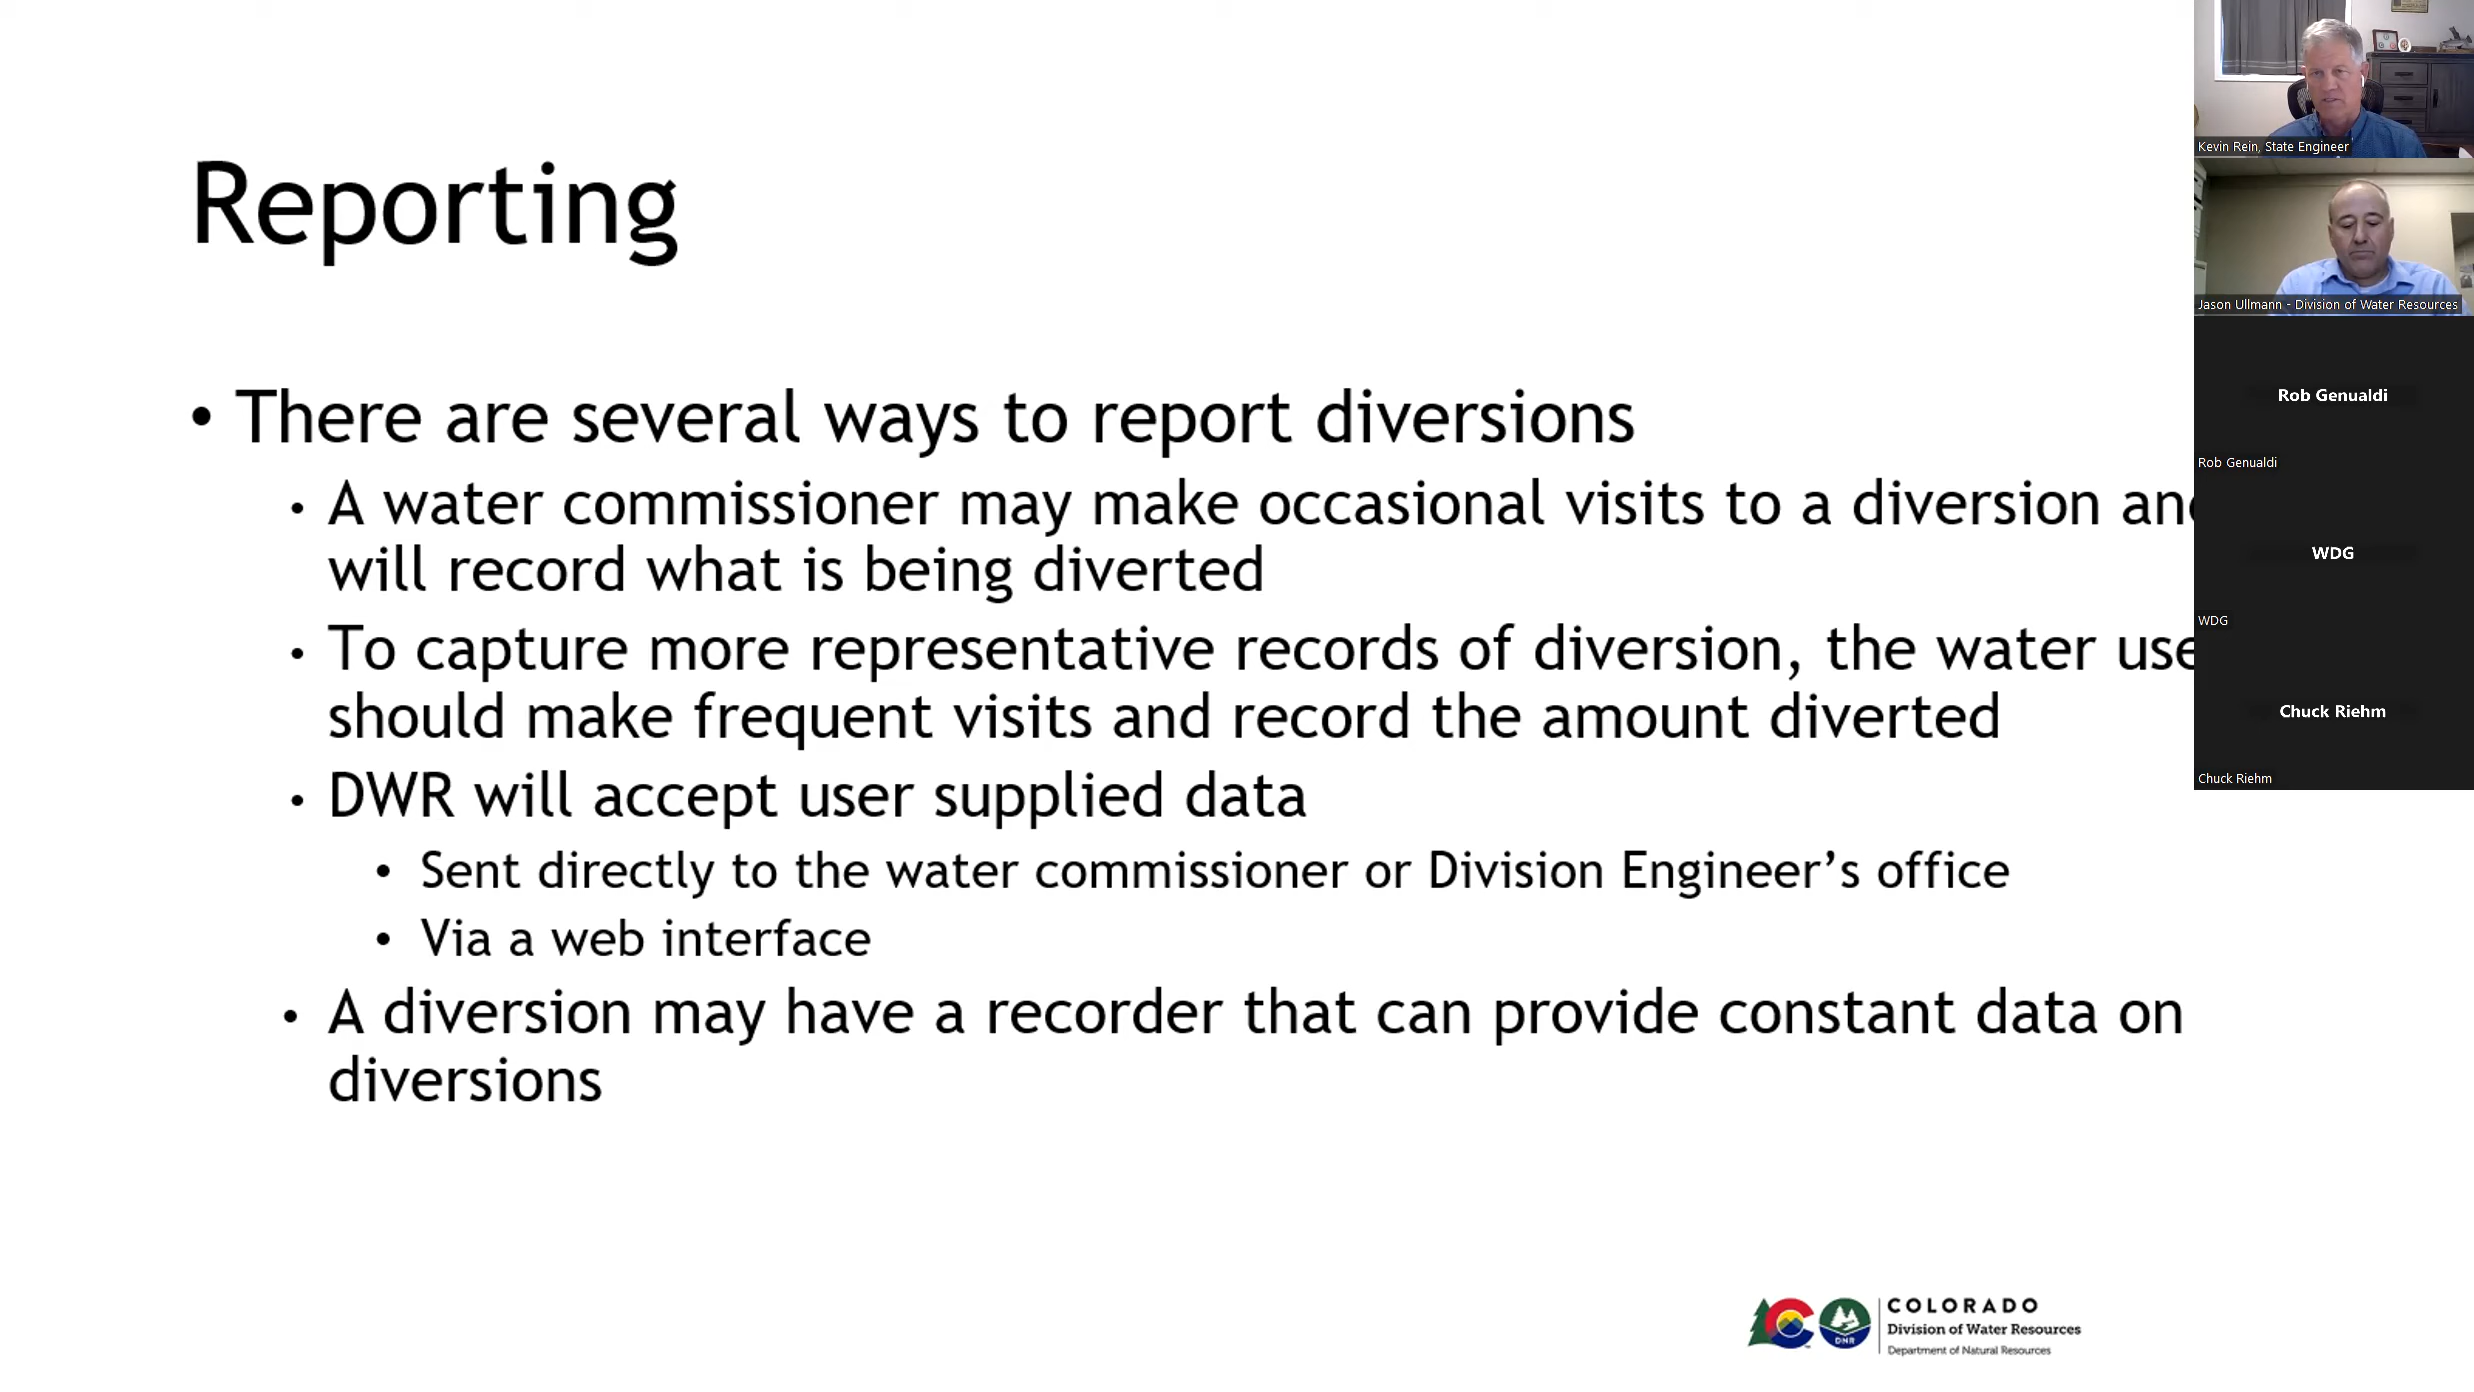 Reporting
• There are several ways to report diversions
• A water commissioner may make occasional visits to a diversion an
will record what is being diverted
• To capture more representative records of diversion, the water use
should make frequent visits and record the amount diverted
• DWR will accept user supplied data
• Sent directly to the water commissioner or Division Engineer’s office
• Via a web interface
• A diversion may have a recorder that can provide constant data on
diversions
Kevin Rein, State Engineer
Jason Ullmann - Division of Water Resources
Rob Genualdi
Rob Genualdi
WDG
WDG
Chuck Riehm
Chuck Riehm
DNR
COLORADO
Division of Water Resources
Department of Natural Resources